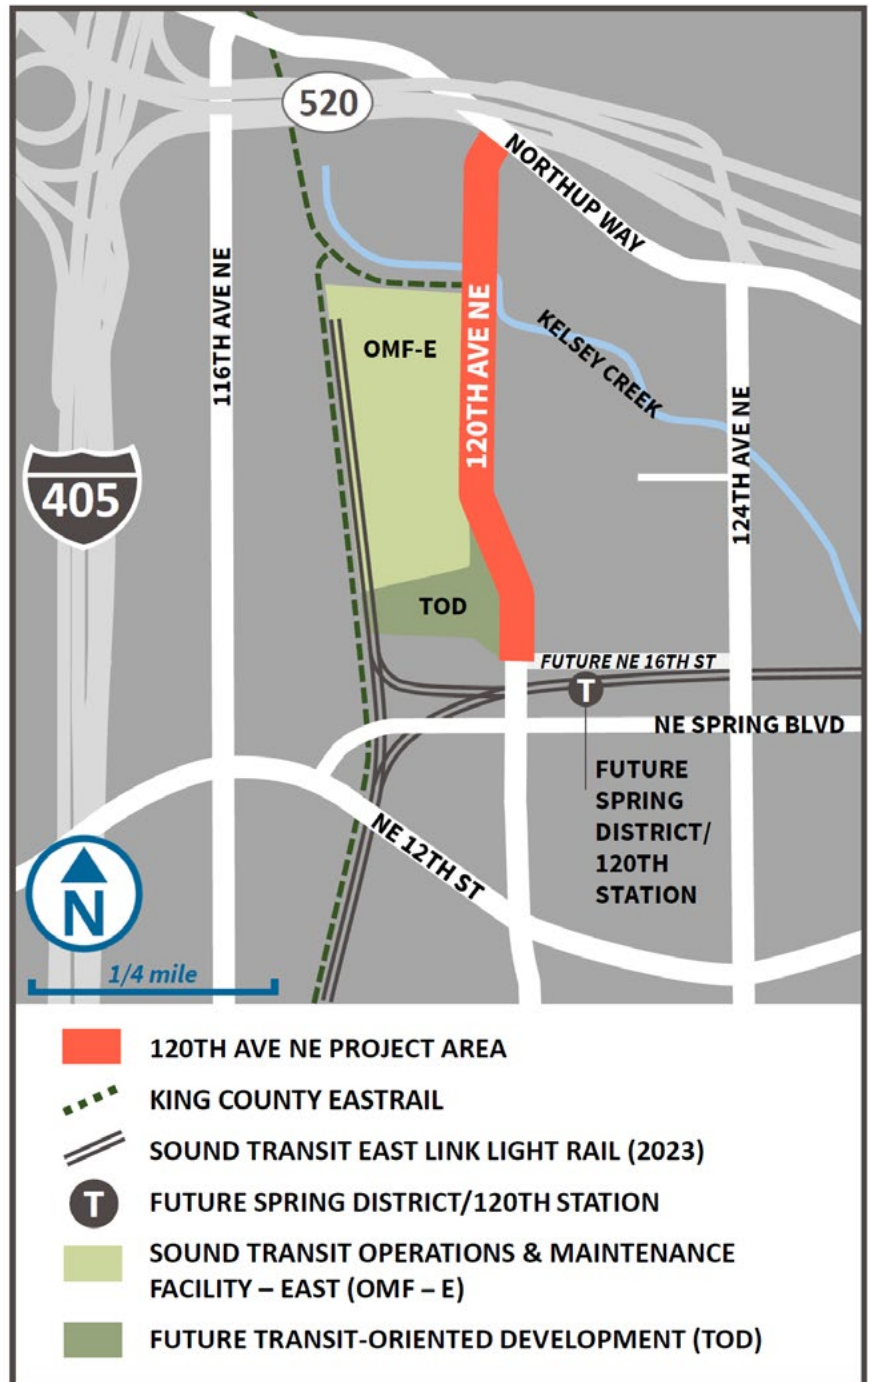 520
NORTHUP WAY
116TH AVE NE
120TH AVE NE
OMF-E
KELSEY CREEK
124TH AVE NE
405
TOD
FUTURE NE 16TH ST
T
NE SPRING BLVD
FUTURE
SPRING
DISTRICT/
120TH
STATION
NE 12TH ST
N
1/4 mile
120TH AVE NE PROJECT AREA
KING COUNTY EASTRAIL
SOUND TRANSIT EAST LINK LIGHT RAIL (2023)
T FUTURE SPRING DISTRICT/120TH STATION
SOUND TRANSIT OPERATIONS & MAINTENANCE
FACILITY – EAST (OMF – E)
FUTURE TRANSIT-ORIENTED DEVELOPMENT (TOD)